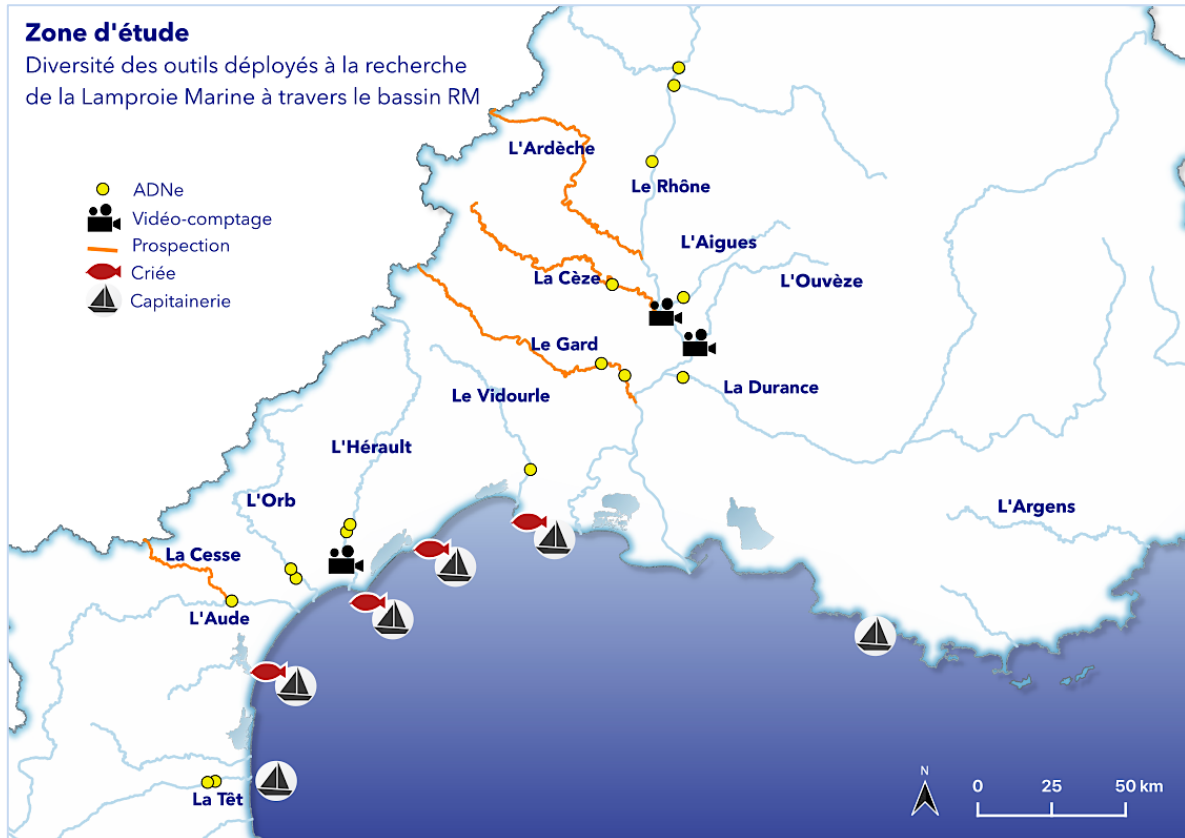 Zone d'étude
Diversité des outils déployés à la recherche
de la Lamproie Marine à travers le bassin RM
ADNe
Vidéo-comptage
Prospection
Criée
Capitainerie
L'Ardèche
Le Rhône
L'Aigues
La Cèze
L'Ouvèze
Le Gard
La Durance
Le Vidourle
L'Hérault
L'Orb
L'Argens
La Cesse
L'Aude
La Têt
N
0 25 50 km